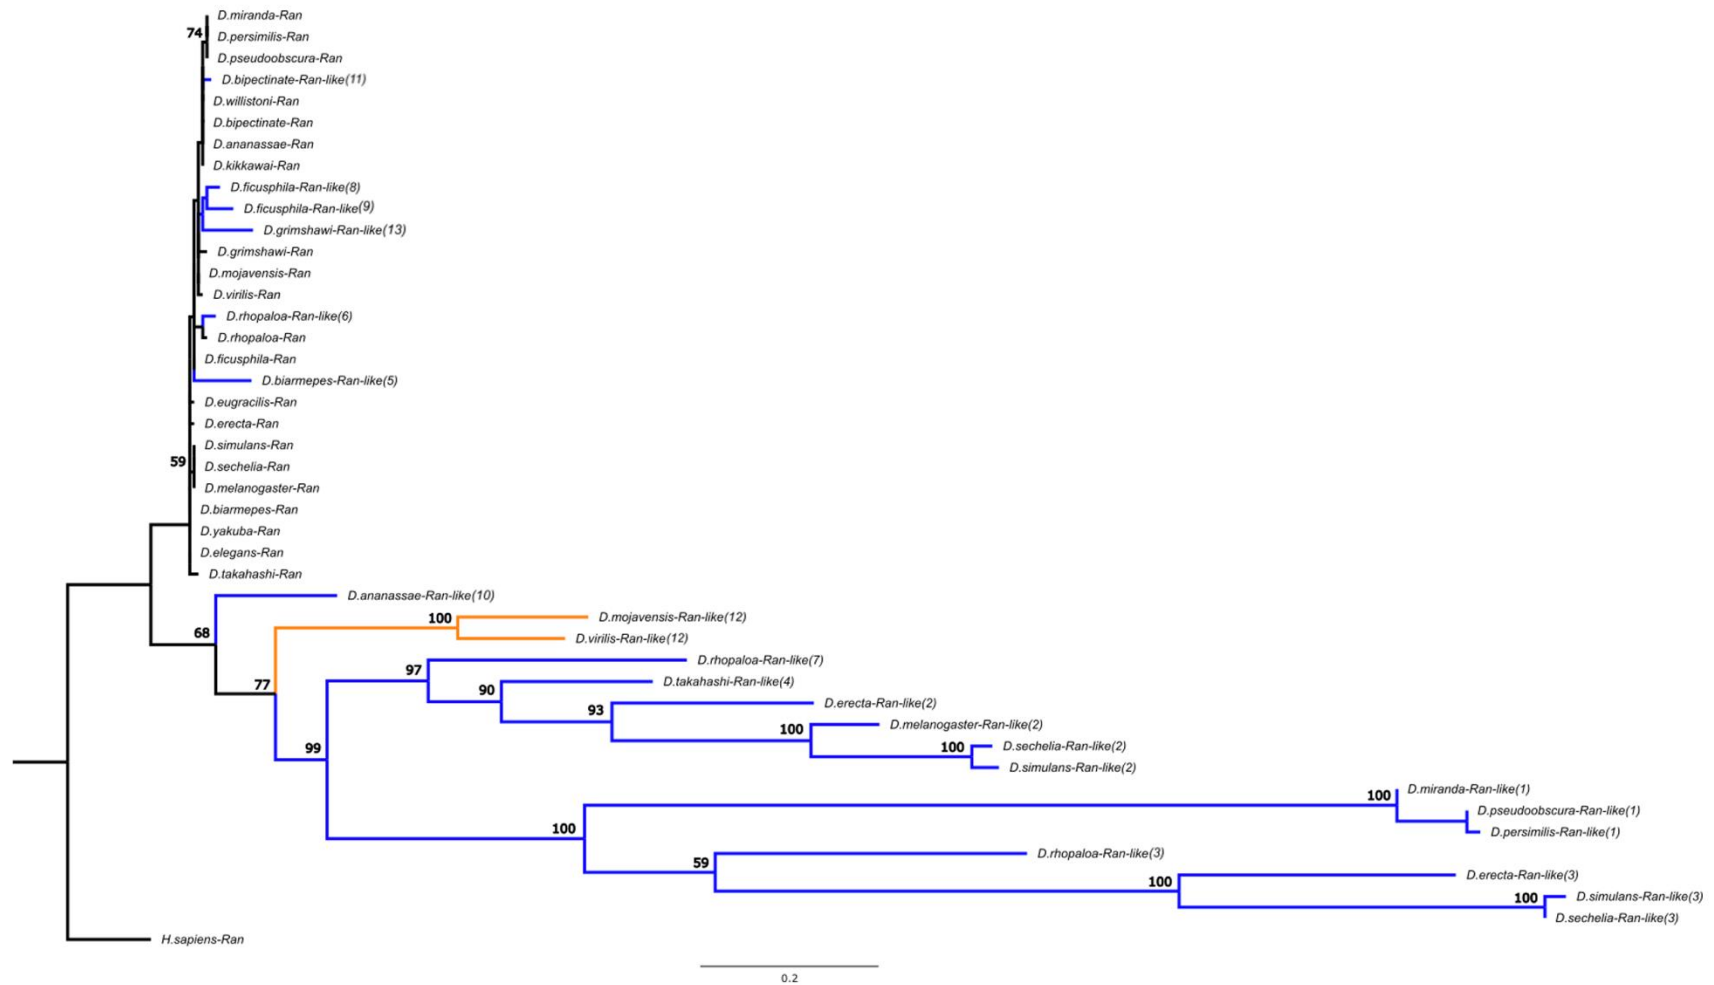 D.miranda-Ran
74
D.persimilis-Ran
D.pseudoobscura-Ran
D.bipectinate-Ran-like(11)
D.willistoni-Ran
D.bipectinate-Ran
D.ananassae-Ran
D.kikkawai-Ran
D.ficusphila-Ran-like(8)
D.ficusphila-Ran-like(9)
D.grimshawi-Ran-like(13)
D.grimshawi-Ran
D.mojavensis-Ran
D.virilis-Ran
D.rhopaloa-Ran-like(6)
D.rhopaloa-Ran
D.ficusphila-Ran
D.biarmepes-Ran-like(5)
D.eugracilis-Ran
D.erecta-Ran
D.simulans-Ran
59
D.sechelia-Ran
D.melanogaster-Ran
D.biarmepes-Ran
D.yakuba-Ran
D.elegans-Ran
D.takahashi-Ran
D.ananassae-Ran-like(10)
100
D.mojavensis-Ran-like(12)
68
D.virilis-Ran-like(12)
97
D.rhopaloa-Ran-like(7)
77
90
D.takahashi-Ran-like(4)
93
D.erecta-Ran-like(2)
100
D.melanogaster-Ran-like(2)
99
100
D.sechelia-Ran-like(2)
D.simulans-Ran-like(2)
100
D.miranda-Ran-like(1)
D.pseudoobscura-Ran-like(1)
100
D.persimilis-Ran-like(1)
59
D.rhopaloa-Ran-like(3)
100
D.erecta-Ran-like(3)
100
D.simulans-Ran-like(3)
D.sechelia-Ran-like(3)
H.sapiens-Ran
0.2